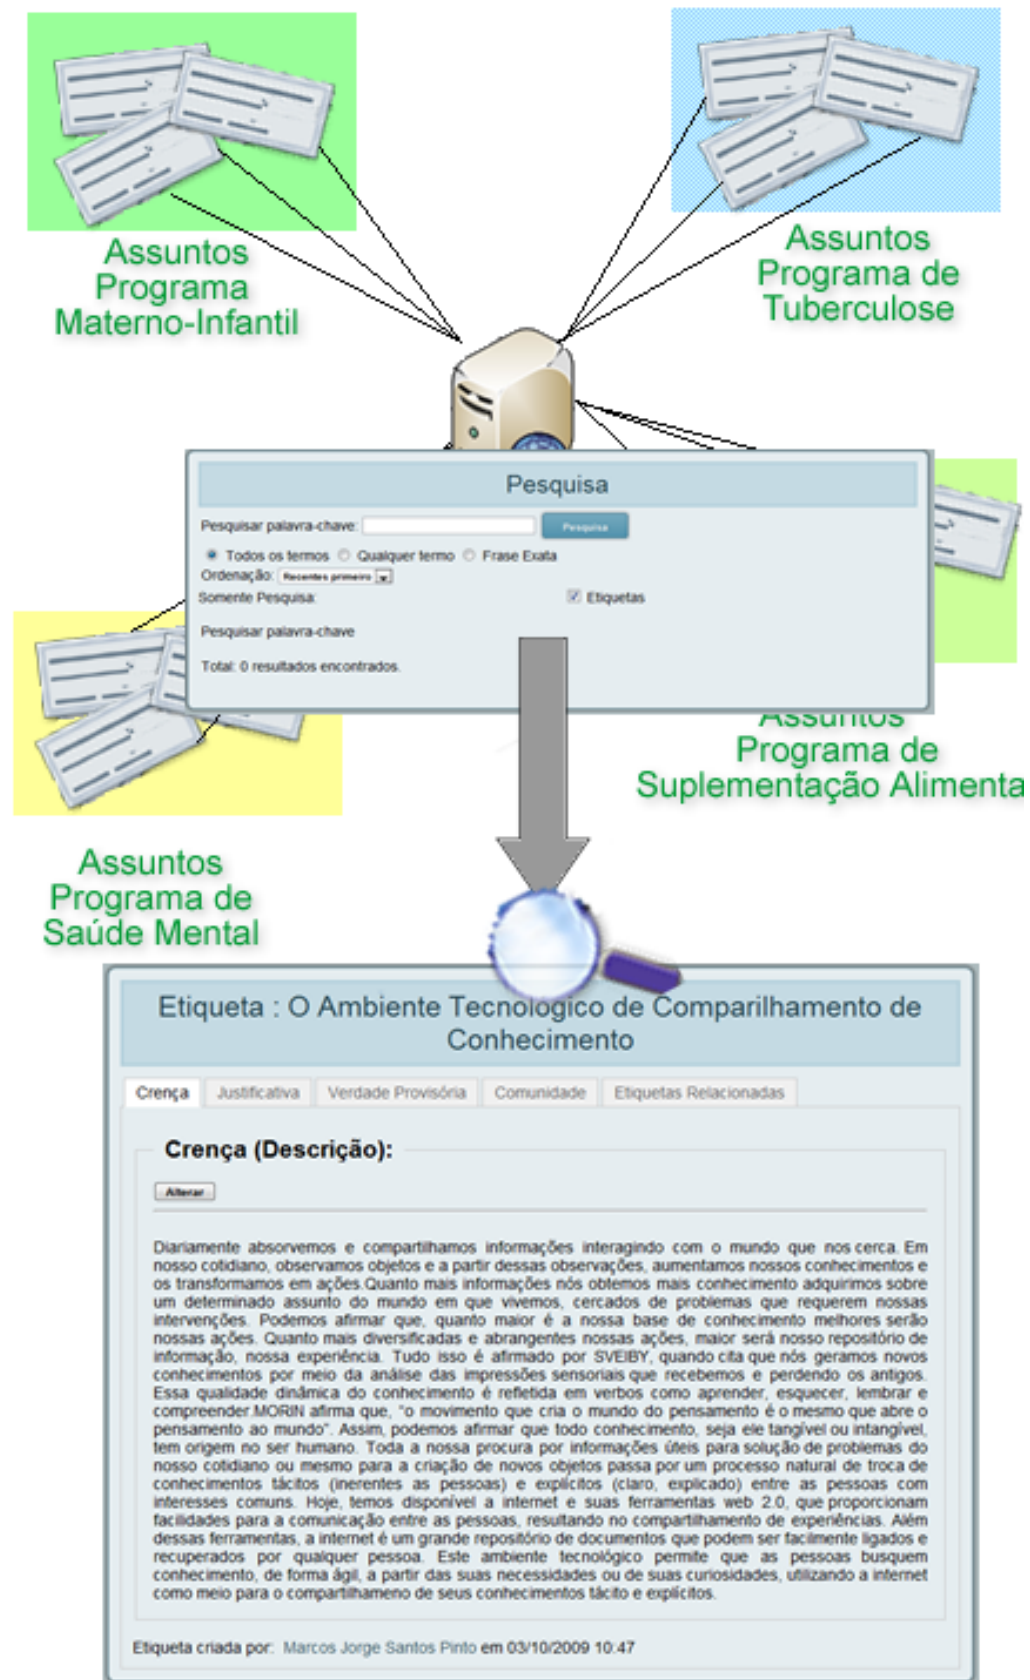 Assuntos
Programa
Materno-Infantil
Assuntos
Programa de
Tuberculose
Pesquisa
Pesquisar palavra-chave:
Pesquisa
Todos os termos Qualquer termo Frase Exata
Ordenação: Recentes primeiro
Somente Pesquisa: Etiquetas
Pesquisar palavra-chave
Total: 0 resultados encontrados.
Assuntos
Programa de
Suplementação Alimenta
Assuntos
Programa de
Saúde Mental
Etiqueta : O Ambiente Tecnológico de Comparilhamento de
Conhecimento
Crença Justificativa Verdade Provisória Comunidade Etiquetas Relacionadas
Crença (Descrição):
Alterar
Diariamente absorvemos e compartilhamos informações interagindo com o mundo que nos cerca. Em
nosso cotidiano, observamos objetos e a partir dessas observações, aumentamos nossos conhecimentos e
os transformamos em ações.Quanto mais informações nós obtemos mais conhecimento adquirimos sobre
um determinado assunto do mundo em que vivemos, cercados de problemas que requerem nossas
intervenções. Podemos afirmar que, quanto maior é a nossa base de conhecimento melhores serão
nossas ações. Quanto mais diversificadas e abrangentes nossas ações, maior será nosso repositório de
informação, nossa experiência. Tudo isso é afirmado por SVEIBY, quando cita que nós geramos novos
conhecimentos por meio da análise das impressões sensoriais que recebemos e perdendo os antigos.
Essa qualidade dinâmica do conhecimento é refletida em verbos como aprender, esquecer, lembrar e
compreender.MORIN afirma que, "o movimento que cria o mundo do pensamento é o mesmo que abre o
pensamento ao mundo". Assim, podemos afirmar que todo conhecimento, seja ele tangível ou intangível,
tem origem no ser humano. Toda a nossa procura por informações úteis para solução de problemas do
nosso cotidiano ou mesmo para a criação de novos objetos passa por um processo natural de troca de
conhecimentos tácitos (inerentes as pessoas) e explícitos (claro, explicado) entre as pessoas com
interesses comuns. Hoje, temos disponível a internet e suas ferramentas web 2.0, que proporcionam
facilidades para a comunicação entre as pessoas, resultando no compartilhamento de experiências. Além
dessas ferramentas, a internet é um grande repositório de documentos que podem ser facilmente ligados e
recuperados por qualquer pessoa. Este ambiente tecnológico permite que as pessoas busquem
conhecimento, de forma ágil, a partir das suas necessidades ou de suas curiosidades, utilizando a internet
como meio para o compartilhameno de seus conhecimentos tácito e explícitos.
Etiqueta criada por: Marcos Jorge Santos Pinto em 03/10/2009 10:47